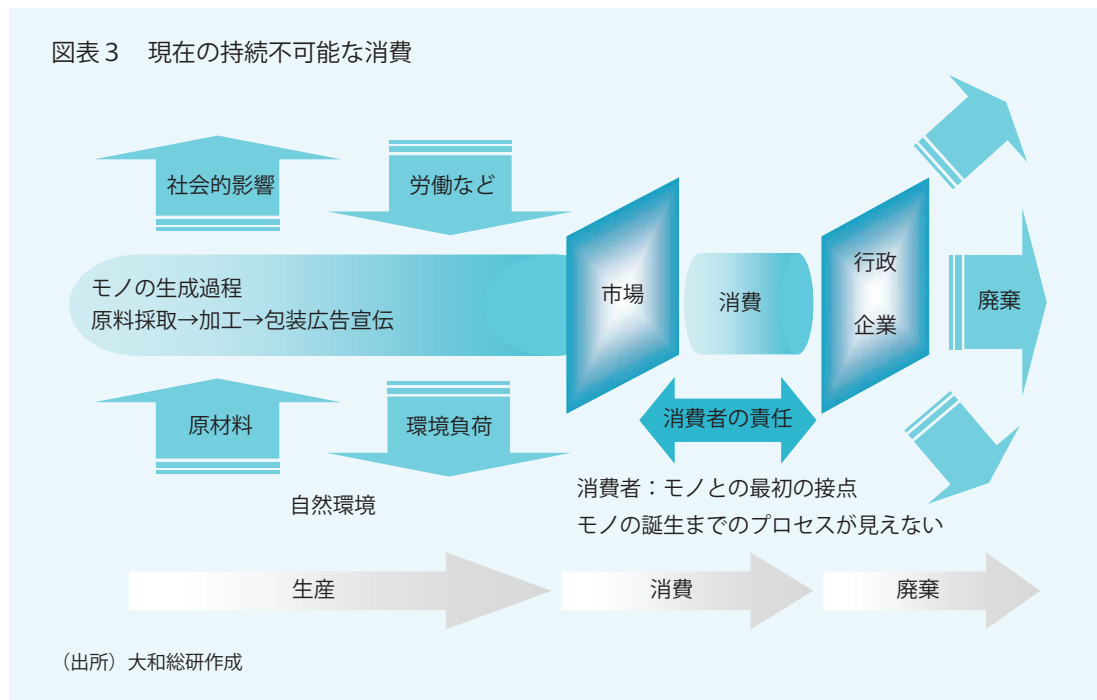 図表3　現在の持続不可能な消費
社会的影響
労働など
モノの生成過程
原料採取→加工→包装広告宣伝
市場
消費
行政
企業
廃棄
原材料
環境負荷
消費者の責任
自然環境
消費者：モノとの最初の接点
モノの誕生までのプロセスが見えない
生産
消費
廃棄
（出所）大和総研作成